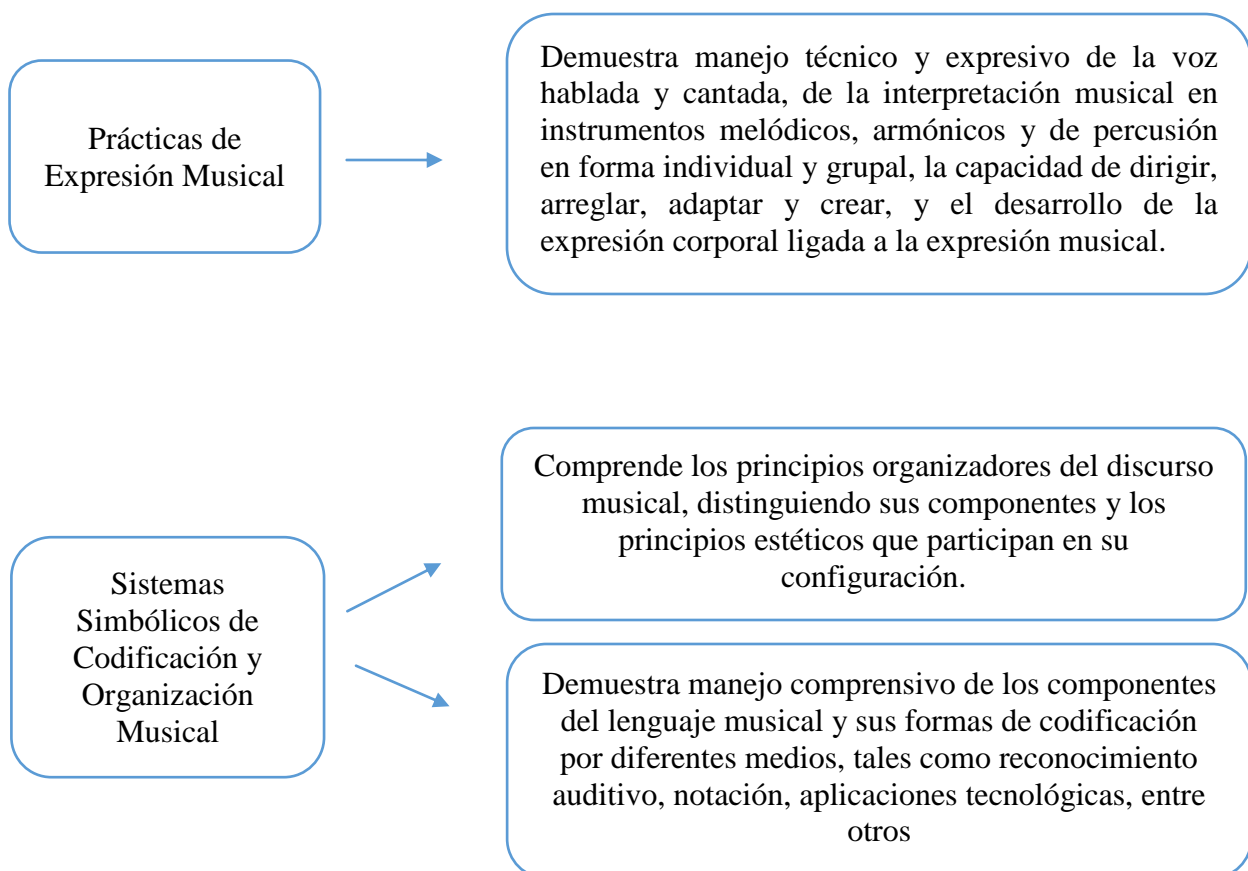 Prácticas de
Expresión Musical
Demuestra manejo técnico y expresivo de la voz
hablada y cantada, de la interpretación musical en
instrumentos melódicos, armónicos y de percusión
en forma individual y grupal, la capacidad de dirigir,
arreglar, adaptar y crear, y el desarrollo de la
expresión corporal ligada a la expresión musical.
Sistemas
Simbólicos de
Codificación y
Organización
Musical
Comprende los principios organizadores del discurso
musical, distinguiendo sus componentes y los
principios estéticos que participan en su
configuración.
Demuestra manejo comprensivo de los componentes
del lenguaje musical y sus formas de codificación
por diferentes medios, tales como reconocimiento
auditivo, notación, aplicaciones tecnológicas, entre
otros